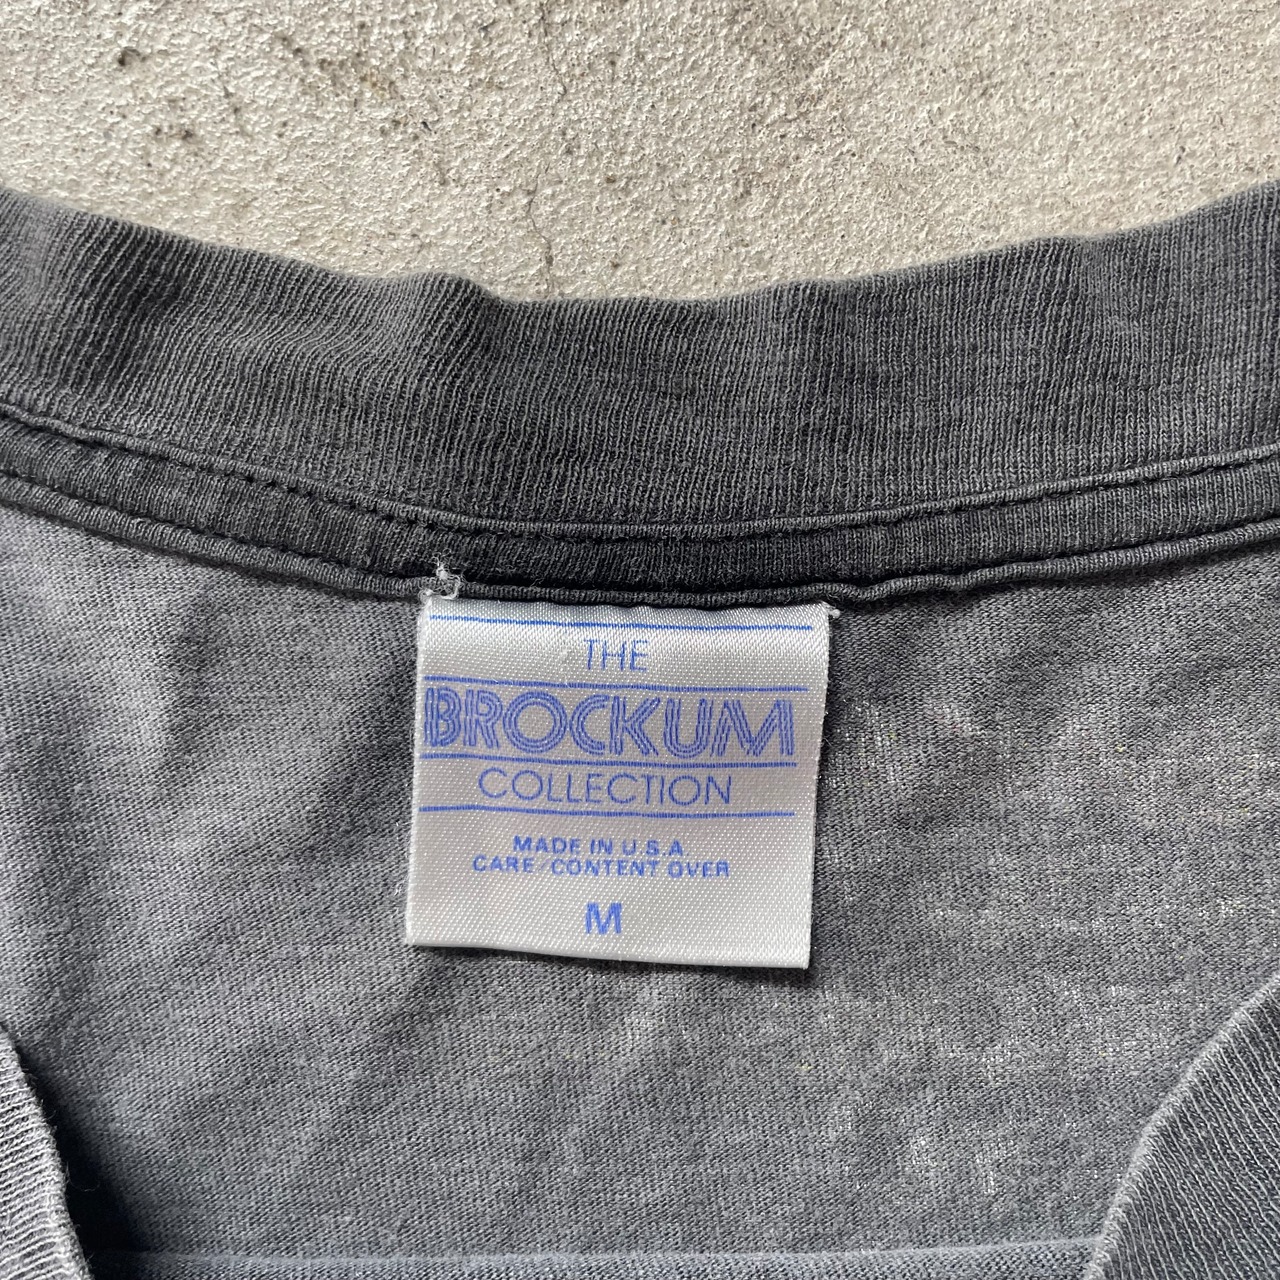 THE
BROCKUM
COLLECTION
MADE IN U.S.A.
CARE/CONTENT OVER
M